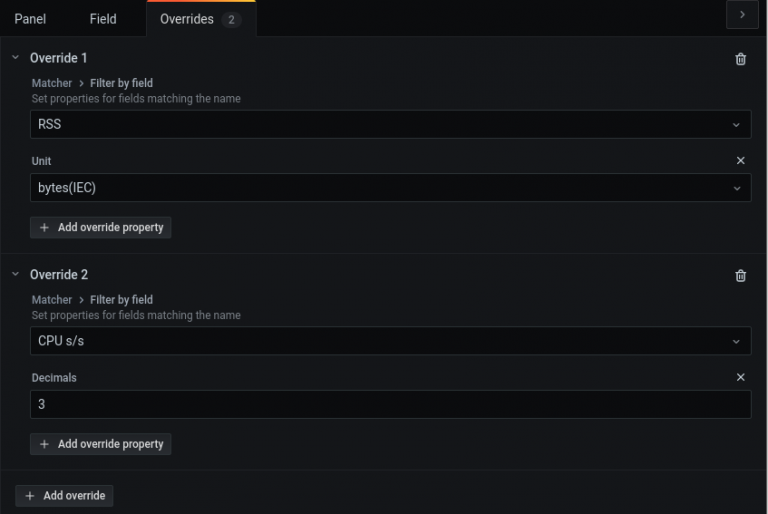 Panel Field Overrides 2
Override 1
Matcher > Filter by field
Set properties for fields matching the name
RSS
Unit
bytes(IEC)
+ Add override property
Override 2
Matcher > Filter by field
Set properties for fields matching the name
CPU s/s
Decimals
3
+ Add override property
+ Add override